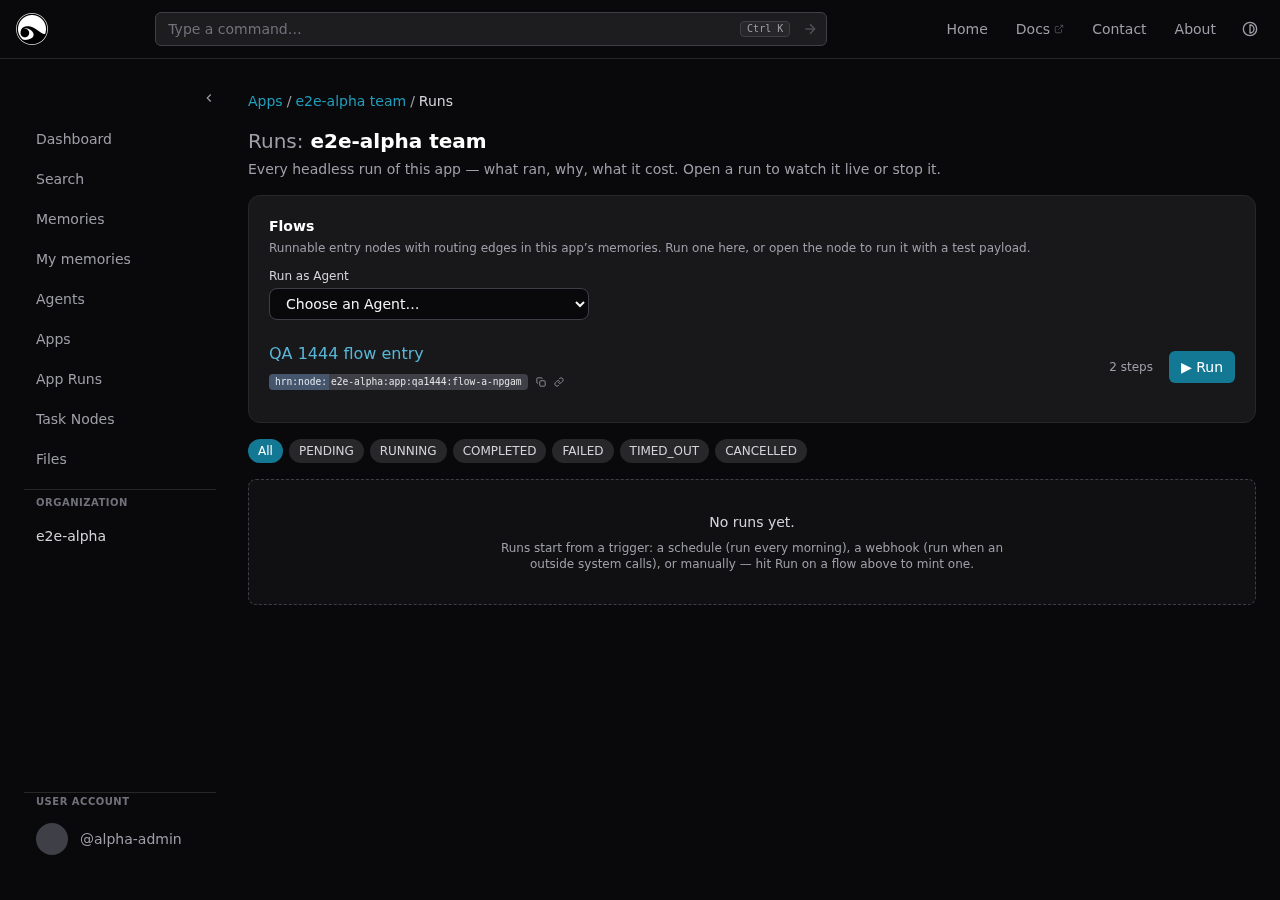 Type a command...
Ctrl K
Home
Docs
Contact
About
Dashboard
Search
Memories
My memories
Agents
Apps
App Runs
Task Nodes
Files
ORGANIZATION
e2e-alpha
USER ACCOUNT
@alpha-admin
Apps / e2e-alpha team / Runs
Runs: e2e-alpha team
Every headless run of this app — what ran, why, what it cost. Open a run to watch it live or stop it.
Flows
Runnable entry nodes with routing edges in this app’s memories. Run one here, or open the node to run it with a test payload.
Run as Agent
Choose an Agent…
QA 1444 flow entry
hrn:node:e2e-alpha:app:qa1444:flow-a-npgam
2 steps
▶ Run
All
PENDING
RUNNING
COMPLETED
FAILED
TIMED_OUT
CANCELLED
No runs yet.
Runs start from a trigger: a schedule (run every morning), a webhook (run when an
outside system calls), or manually — hit Run on a flow above to mint one.